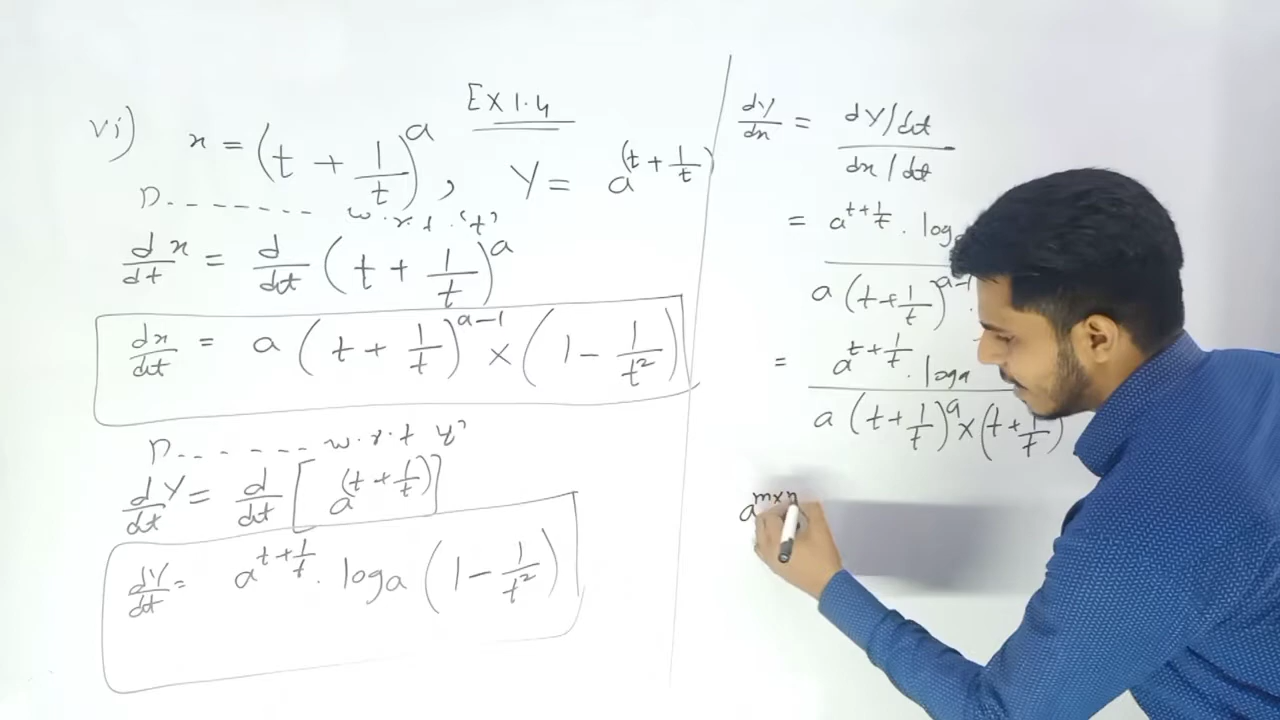 Ex 1.4
vi) x = (t + 1/t)^a , Y = a^(t + 1/t)
D. - - - - - - - w.r.t. 't'
dx/dt = d/dt (t + 1/t)^a
dx/dt = a (t + 1/t)^(a-1) × (1 - 1/t²)
D. - - - - - - w.r.t 't'
dY/dt = d/dt [a^(t + 1/t)]
dY/dt = a^(t + 1/t) . log a (1 - 1/t²)
dy/dx = dY/dt / dx/dt
= a^(t + 1/t) . log
a (t + 1/t)^(a-1)
= a^(t + 1/t) . log a
a (t + 1/t)^a × (t + 1/t)
a^(m×n)